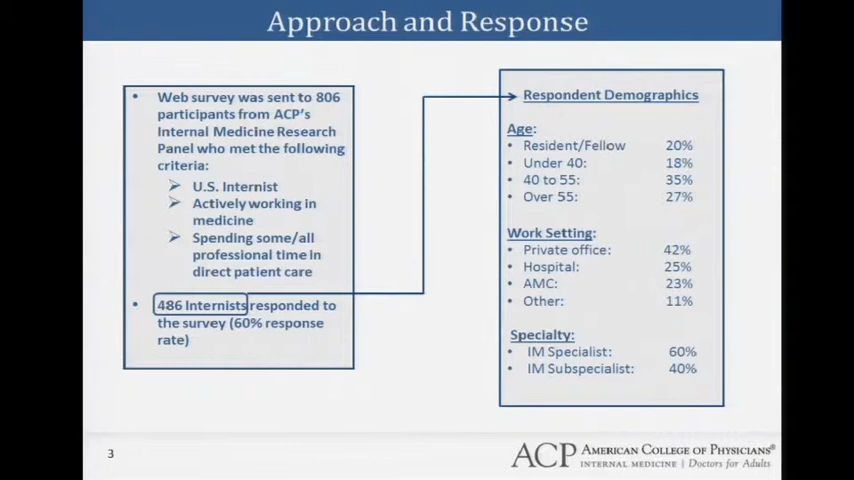 Approach and Response
• Web survey was sent to 806
participants from ACP's
Internal Medicine Research
Panel who met the following
criteria:
➢ U.S. Internist
➢ Actively working in
medicine
➢ Spending some/all
professional time in
direct patient care
• 486 Internists responded to
the survey (60% response
rate)
Respondent Demographics
Age:
• Resident/Fellow 20%
• Under 40: 18%
• 40 to 55: 35%
• Over 55: 27%
Work Setting:
• Private office: 42%
• Hospital: 25%
• AMC: 23%
• Other: 11%
Specialty:
• IM Specialist: 60%
• IM Subspecialist: 40%
3
ACP AMERICAN COLLEGE OF PHYSICIANS®
INTERNAL MEDICINE | Doctors for Adults